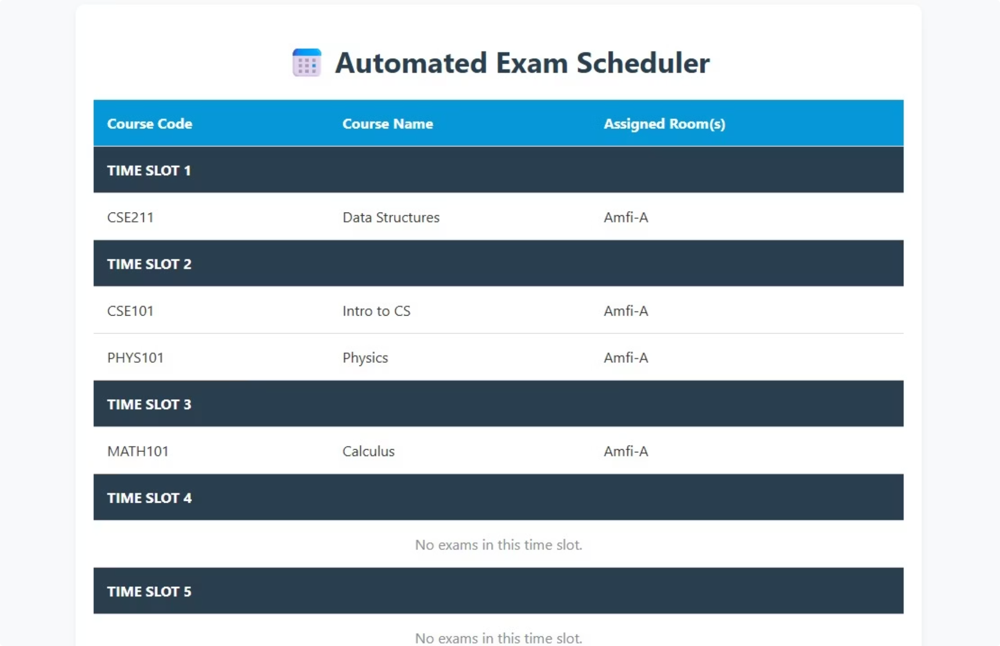 Automated Exam Scheduler
Course Code Course Name Assigned Room(s)
TIME SLOT 1
CSE211 Data Structures Amfi-A
TIME SLOT 2
CSE101 Intro to CS Amfi-A
PHYS101 Physics Amfi-A
TIME SLOT 3
MATH101 Calculus Amfi-A
TIME SLOT 4
No exams in this time slot.
TIME SLOT 5
No exams in this time slot.